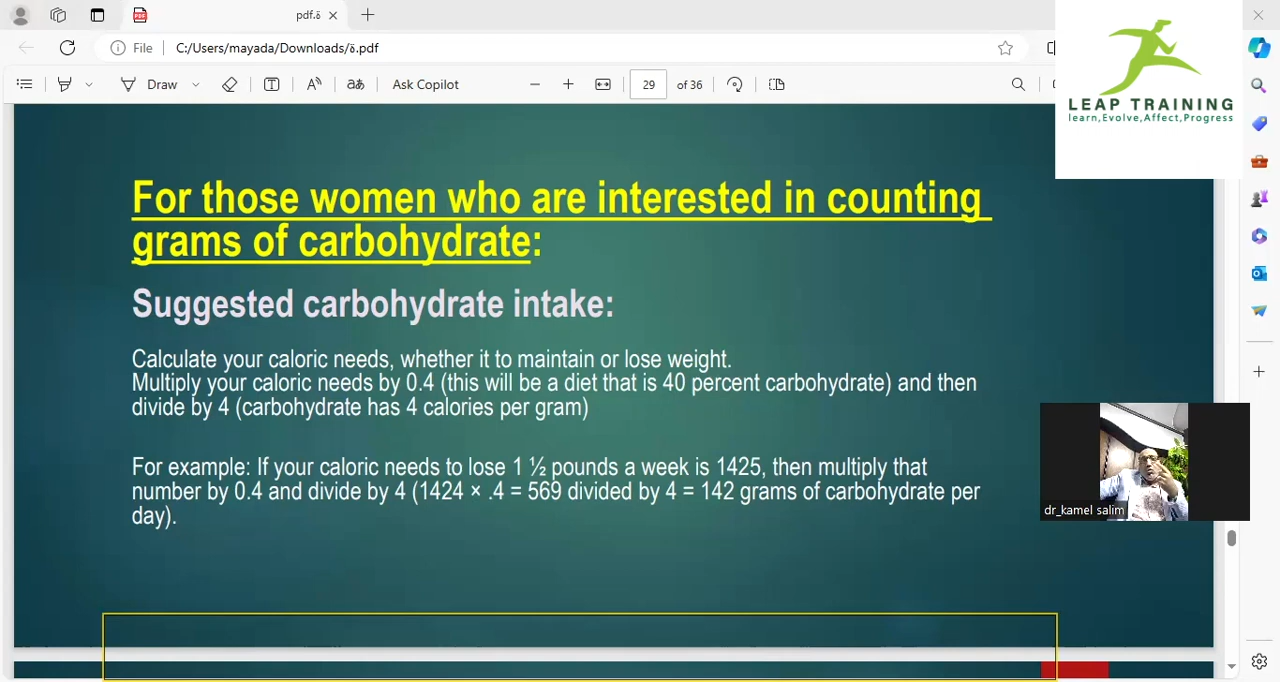 pdf.ة
File
C:/Users/mayada/Downloads/ة.pdf
Draw
aあ
Ask Copilot
29 of 36
LEAP TRAINING
learn,Evolve,Affect,Progress
For those women who are interested in counting
grams of carbohydrate:
Suggested carbohydrate intake:
Calculate your caloric needs, whether it to maintain or lose weight.
Multiply your caloric needs by 0.4 (this will be a diet that is 40 percent carbohydrate) and then
divide by 4 (carbohydrate has 4 calories per gram)
For example: If your caloric needs to lose 1 ½ pounds a week is 1425, then multiply that
number by 0.4 and divide by 4 (1424 × .4 = 569 divided by 4 = 142 grams of carbohydrate per
day).
dr_kamel salim